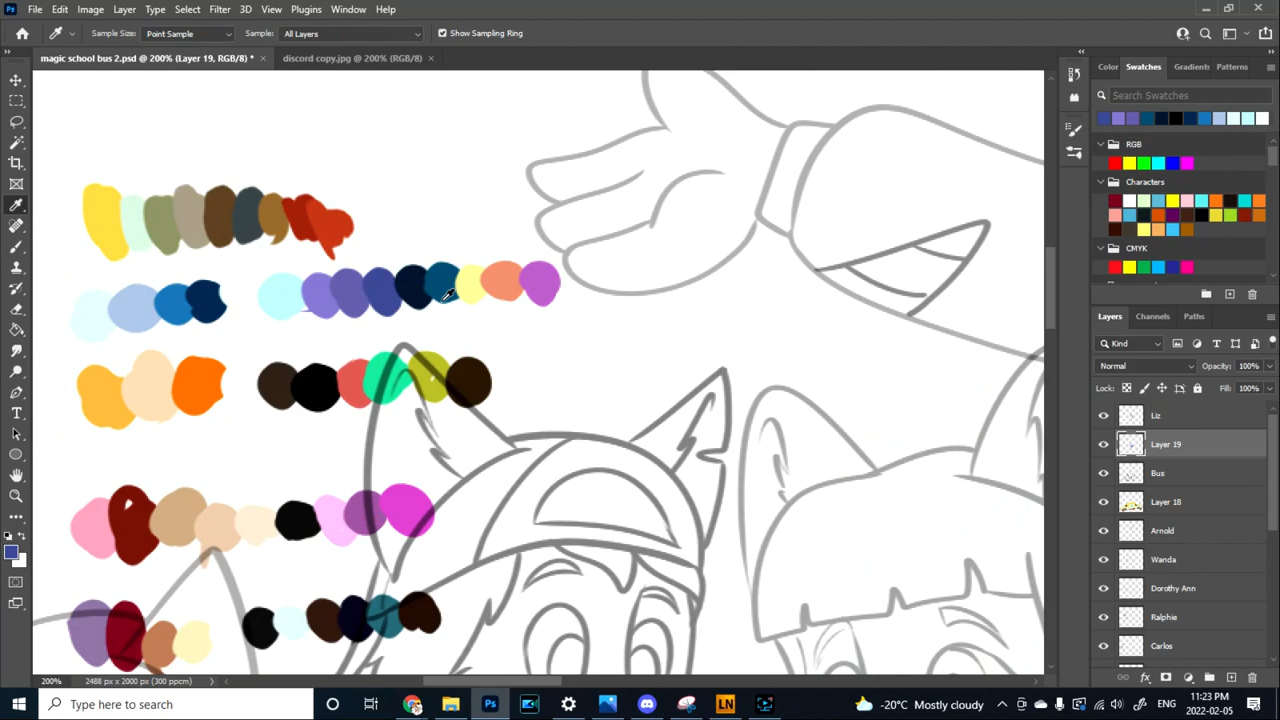 File Edit Image Layer Type Select Filter 3D View Plugins Window Help
Sample Size: Point Sample Sample: All Layers Show Sampling Ring
magic school bus 2.psd @ 200% (Layer 19, RGB/8) * × discord copy.jpg @ 200% (RGB/8) ×
Color Swatches Gradients Patterns
Search Swatches
RGB
Characters
CMYK
Layers Channels Paths
Kind
Normal Opacity: 100%
Lock: Fill: 100%
Liz
Layer 19
Bus
Layer 18
Arnold
Wanda
Dorothy Ann
Ralphie
Carlos
200% 2488 px x 2000 px (300 ppcm)
Type here to search
Ps
LN
-20°C Mostly cloudy
11:23 PM
2022-02-05